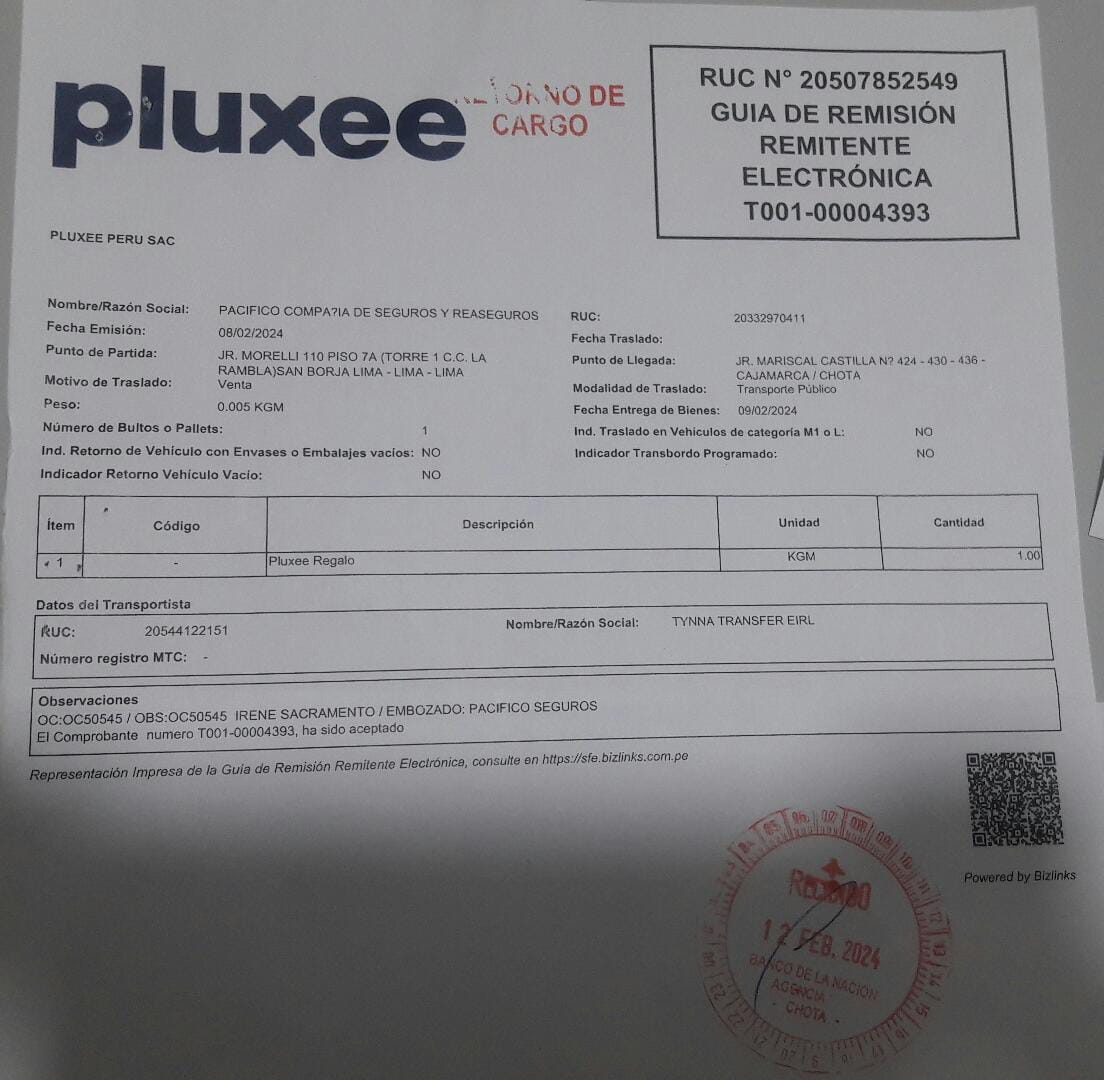 pluxee
RETORNO DE
CARGO
RUC N° 20507852549
GUIA DE REMISIÓN
REMITENTE
ELECTRÓNICA
T001-00004393
PLUXEE PERU SAC
Nombre/Razón Social: PACIFICO COMPA?IA DE SEGUROS Y REASEGUROS
Fecha Emisión: 08/02/2024
Punto de Partida: JR. MORELLI 110 PISO 7A (TORRE 1 C.C. LA
RAMBLA)SAN BORJA LIMA - LIMA - LIMA
Motivo de Traslado: Venta
Peso: 0.005 KGM
Número de Bultos o Pallets: 1
Ind. Retorno de Vehículo con Envases o Embalajes vacíos: NO
Indicador Retorno Vehículo Vacío: NO
RUC: 20332970411
Fecha Traslado:
Punto de Llegada: JR. MARISCAL CASTILLA N? 424 - 430 - 436 -
CAJAMARCA / CHOTA
Modalidad de Traslado: Transporte Público
Fecha Entrega de Bienes: 09/02/2024
Ind. Traslado en Vehículos de categoría M1 o L: NO
Indicador Transbordo Programado: NO
Ítem Código Descripción Unidad Cantidad
1 - Pluxee Regalo KGM 1.00
Datos del Transportista
RUC: 20544122151 Nombre/Razón Social: TYNNA TRANSFER EIRL
Número registro MTC: -
Observaciones
OC:OC50545 / OBS:OC50545 IRENE SACRAMENTO / EMBOZADO: PACIFICO SEGUROS
El Comprobante numero T001-00004393, ha sido aceptado
Representación Impresa de la Guía de Remisión Remitente Electrónica, consulte en https://sfe.bizlinks.com.pe
Powered by Bizlinks
RECIBIDO
12 FEB. 2024
BANCO DE LA NACION
AGENCIA
- CHOTA -